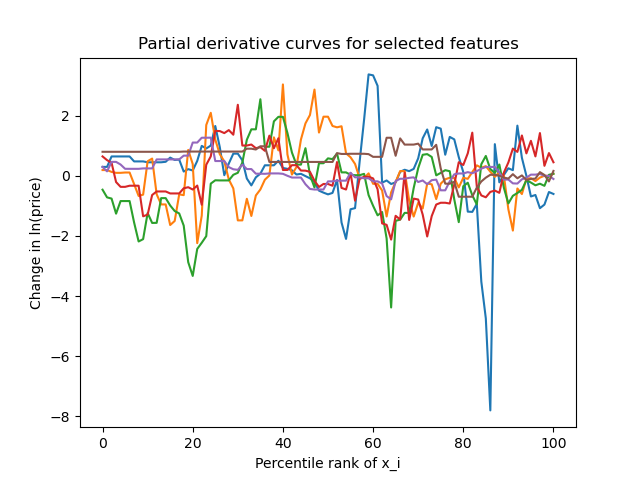 Partial derivative curves for selected features
Change in ln(price)
2
0
−2
−4
−6
−8
0 20 40 60 80 100
Percentile rank of x_i